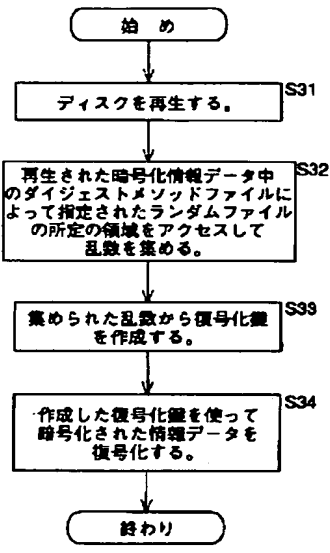 始 め
S31
ディスクを再生する。
S32
再生された暗号化情報データ中
のダイジェストメソッドファイルに
よって指定されたランダムファイル
の所定の領域をアクセスして
乱数を集める。
S33
集められた乱数から復号化鍵
を作成する。
S34
作成した復号化鍵を使って
暗号化された情報データを
復号化する。
終わり